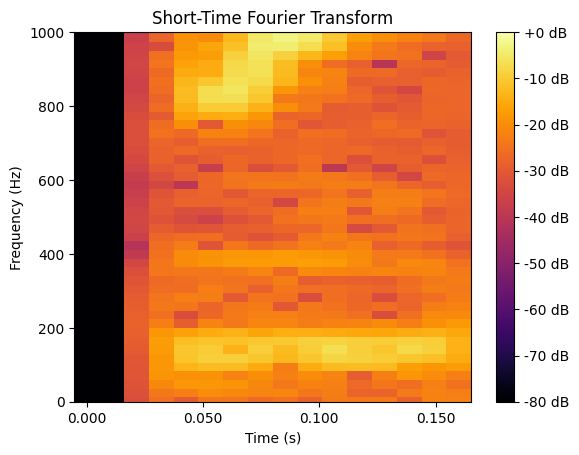 Short-Time Fourier Transform
1000
800
600
400
200
0
Frequency (Hz)
0.000
0.050
0.100
0.150
Time (s)
+0 dB
-10 dB
-20 dB
-30 dB
-40 dB
-50 dB
-60 dB
-70 dB
-80 dB